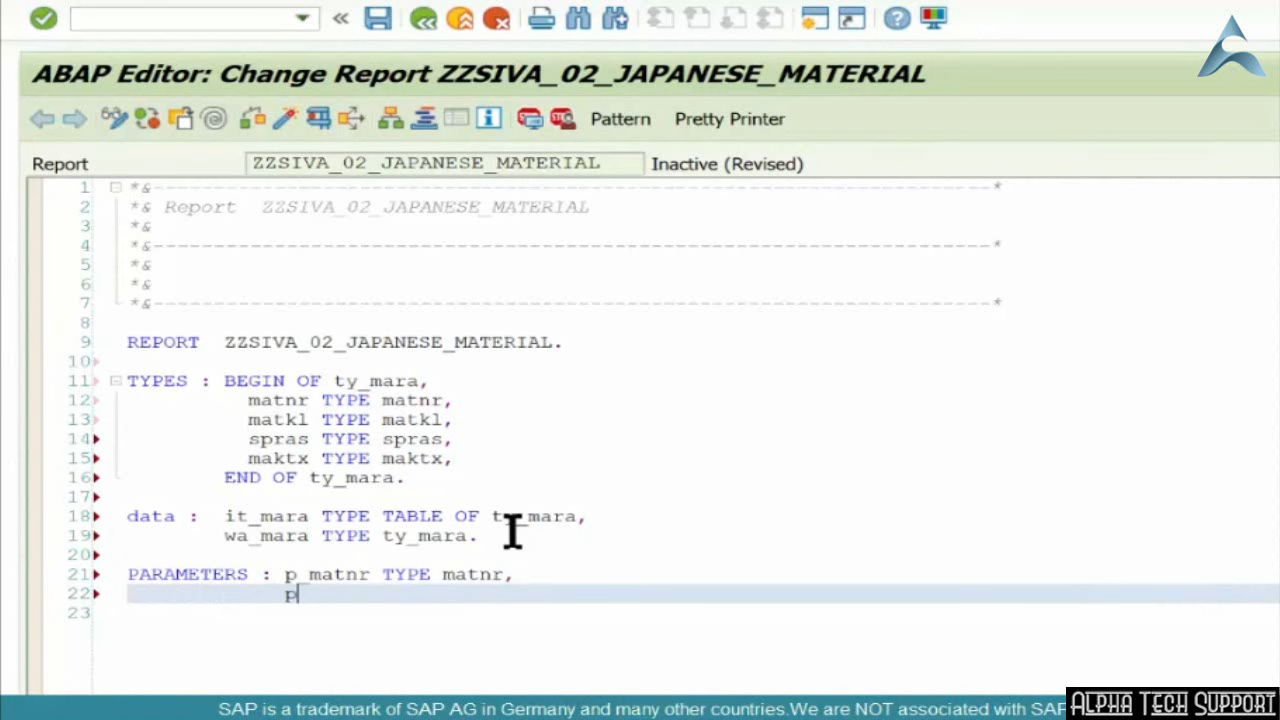 ABAP Editor: Change Report ZZSIVA_02_JAPANESE_MATERIAL
Pattern Pretty Printer
Report ZZSIVA_02_JAPANESE_MATERIAL Inactive (Revised)
1 *&---------------------------------------------------------------------*
2 *& Report  ZZSIVA_02_JAPANESE_MATERIAL
3 *&
4 *&---------------------------------------------------------------------*
5 *&
6 *&
7 *&---------------------------------------------------------------------*
8
9 REPORT  ZZSIVA_02_JAPANESE_MATERIAL.
10
11 TYPES : BEGIN OF ty_mara,
12 matnr TYPE matnr,
13 matkl TYPE matkl,
14 spras TYPE spras,
15 maktx TYPE maktx,
16 END OF ty_mara.
17
18 data :  it_mara TYPE TABLE OF ty_mara,
19 wa_mara TYPE ty_mara.
20
21 PARAMETERS : p_matnr TYPE matnr,
22 p
23
SAP is a trademark of SAP AG in Germany and many other countries.We are NOT associated with SAP
ALPHA TECH SUPPORT